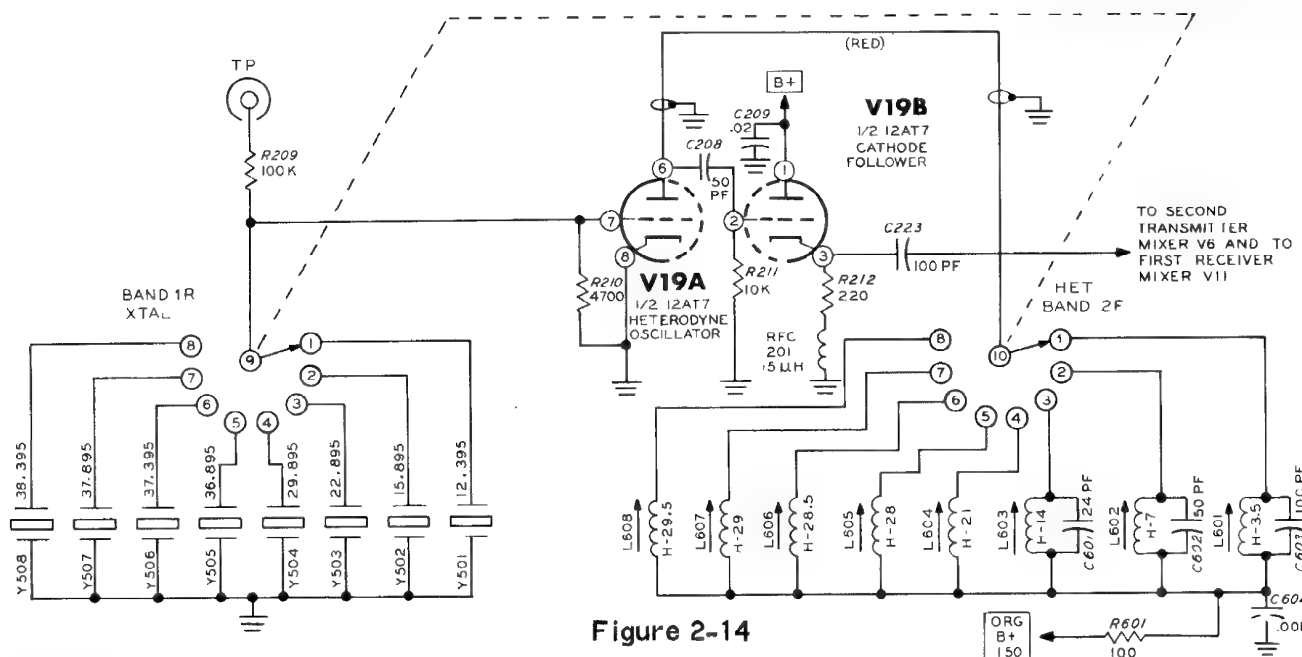 (RED)
TP
R209
100K
B+
C209
.02
V19B
1/2 12AT7
CATHODE
FOLLOWER
C208
50
PF
6
1
7
2
8
3
C223
100 PF
TO SECOND
TRANSMITTER
MIXER V6 AND TO
FIRST RECEIVER
MIXER V11
R210
4700
V19A
1/2 12AT7
HETERODYNE
OSCILLATOR
R211
10K
R212
220
RFC
201
HET
BAND 2F
BAND 1R
XTAL
8
7
6
5
4
3
2
1
9
8
7
6
5
4
3
2
1
10
38.395
37.895
37.395
36.895
29.895
22.895
15.895
12.395
Y508
Y507
Y506
Y505
Y504
Y503
Y502
Y501
L608
H-29.5
L607
H-29
L606
H-28.5
L605
H-28
L604
H-21
L603
H-14
24 PF
C601
L602
H-7
50 PF
C602
L601
H-3.5
100 PF
C603
C604
.001
ORG
B+
150
R601
100
Figure 2-14